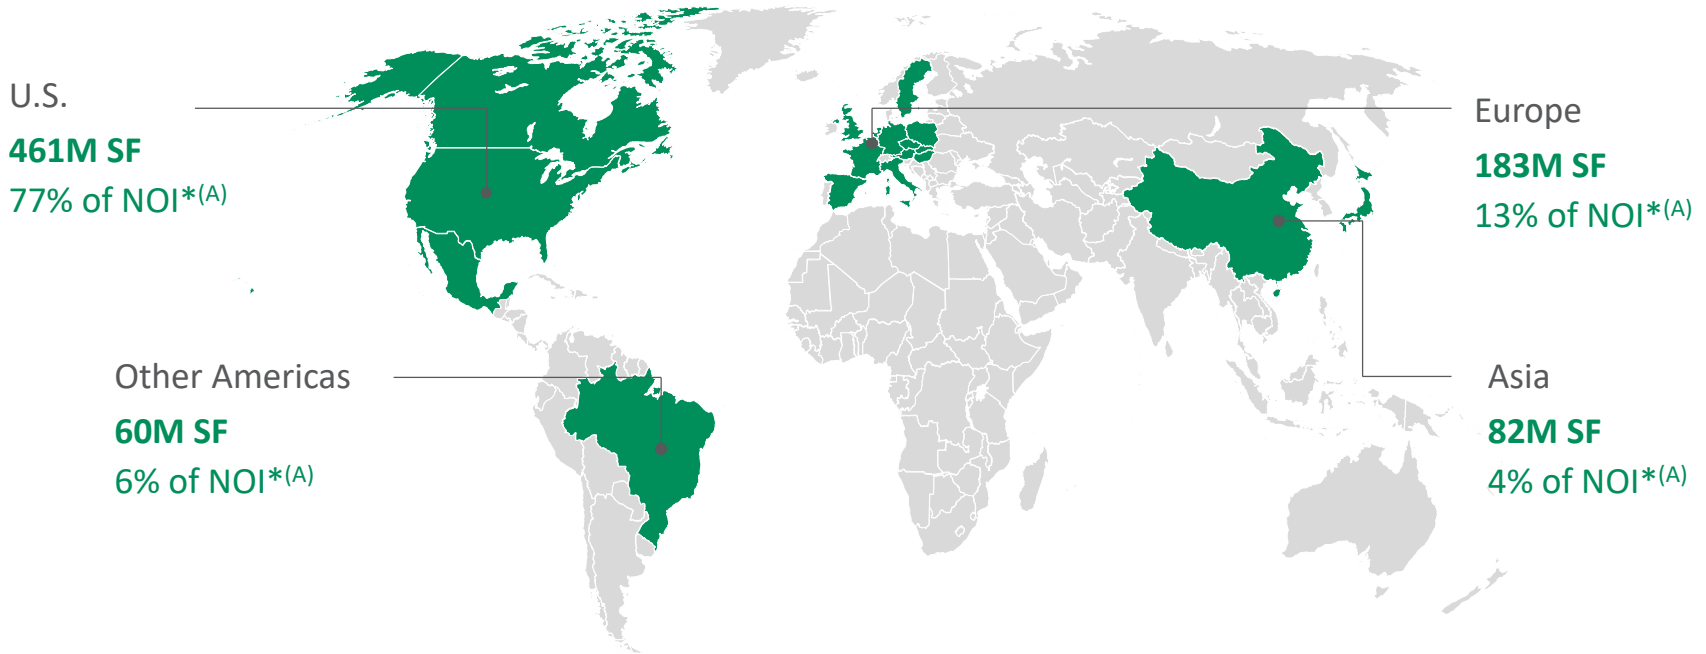 U.S.
461M SF
77% of NOI*(A)
Other Americas
60M SF
6% of NOI*(A)
Europe
183M SF
13% of NOI*(A)
Asia
82M SF
4% of NOI*(A)